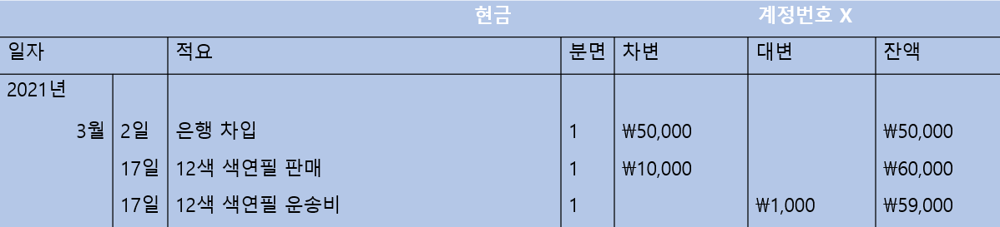 현금 계정번호 X
일자 적요 분면 차변 대변 잔액
2021년
3월 2일 은행 차입 1 ₩50,000 ₩50,000
17일 12색 색연필 판매 1 ₩10,000 ₩60,000
17일 12색 색연필 운송비 1 ₩1,000 ₩59,000